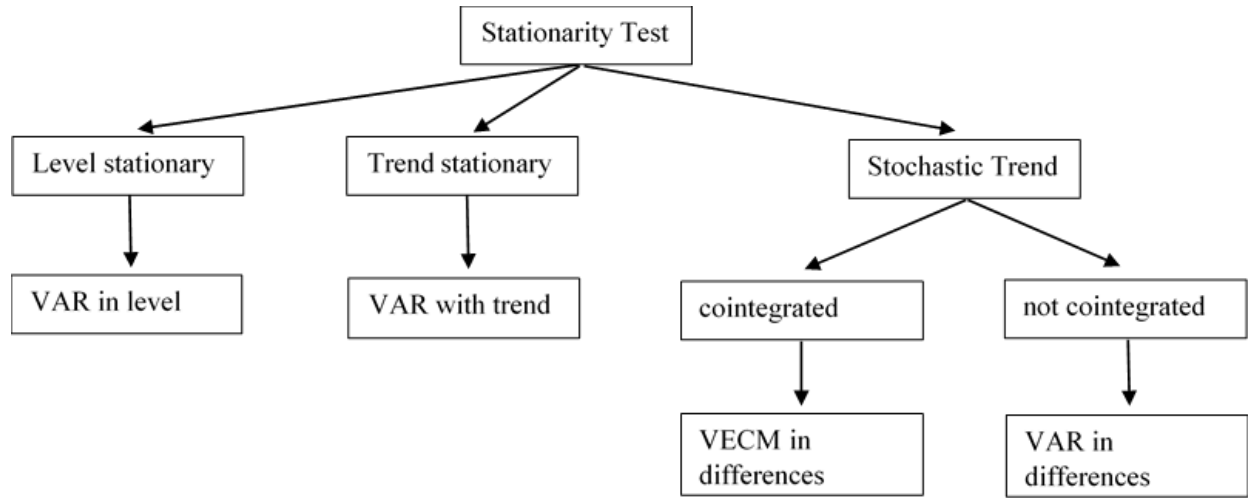 Stationarity Test
Level stationary
Trend stationary
Stochastic Trend
VAR in level
VAR with trend
cointegrated
not cointegrated
VECM in
differences
VAR in
differences